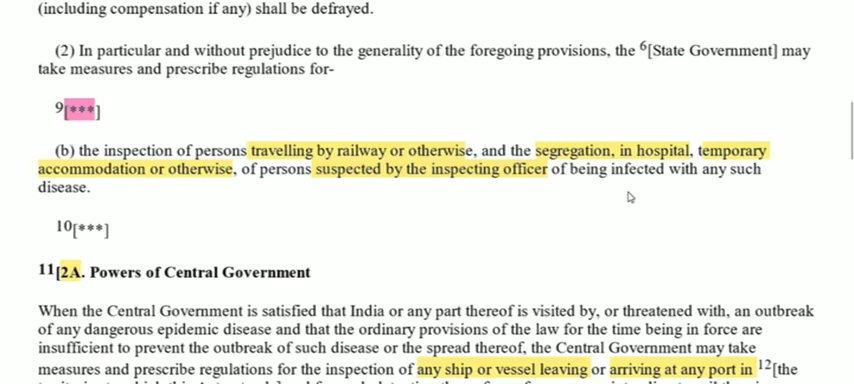 (including compensation if any) shall be defrayed.
(2) In particular and without prejudice to the generality of the foregoing provisions, the 6[State Government] may
take measures and prescribe regulations for-
9[***]
(b) the inspection of persons travelling by railway or otherwise, and the segregation, in hospital, temporary
accommodation or otherwise, of persons suspected by the inspecting officer of being infected with any such
disease.
10[***]
11[2A. Powers of Central Government
When the Central Government is satisfied that India or any part thereof is visited by, or threatened with, an outbreak
of any dangerous epidemic disease and that the ordinary provisions of the law for the time being in force are
insufficient to prevent the outbreak of such disease or the spread thereof, the Central Government may take
measures and prescribe regulations for the inspection of any ship or vessel leaving or arriving at any port in 12[the